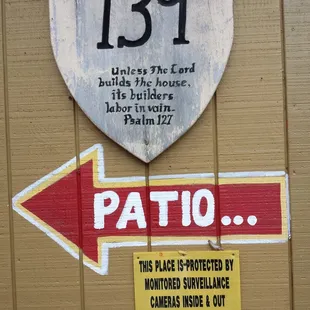 139
Unless The Lord
builds the house,
its builders
labor in vain.
Psalm 127
PATIO...
THIS PLACE IS PROTECTED BY
MONITORED SURVEILLANCE
CAMERAS INSIDE & OUT